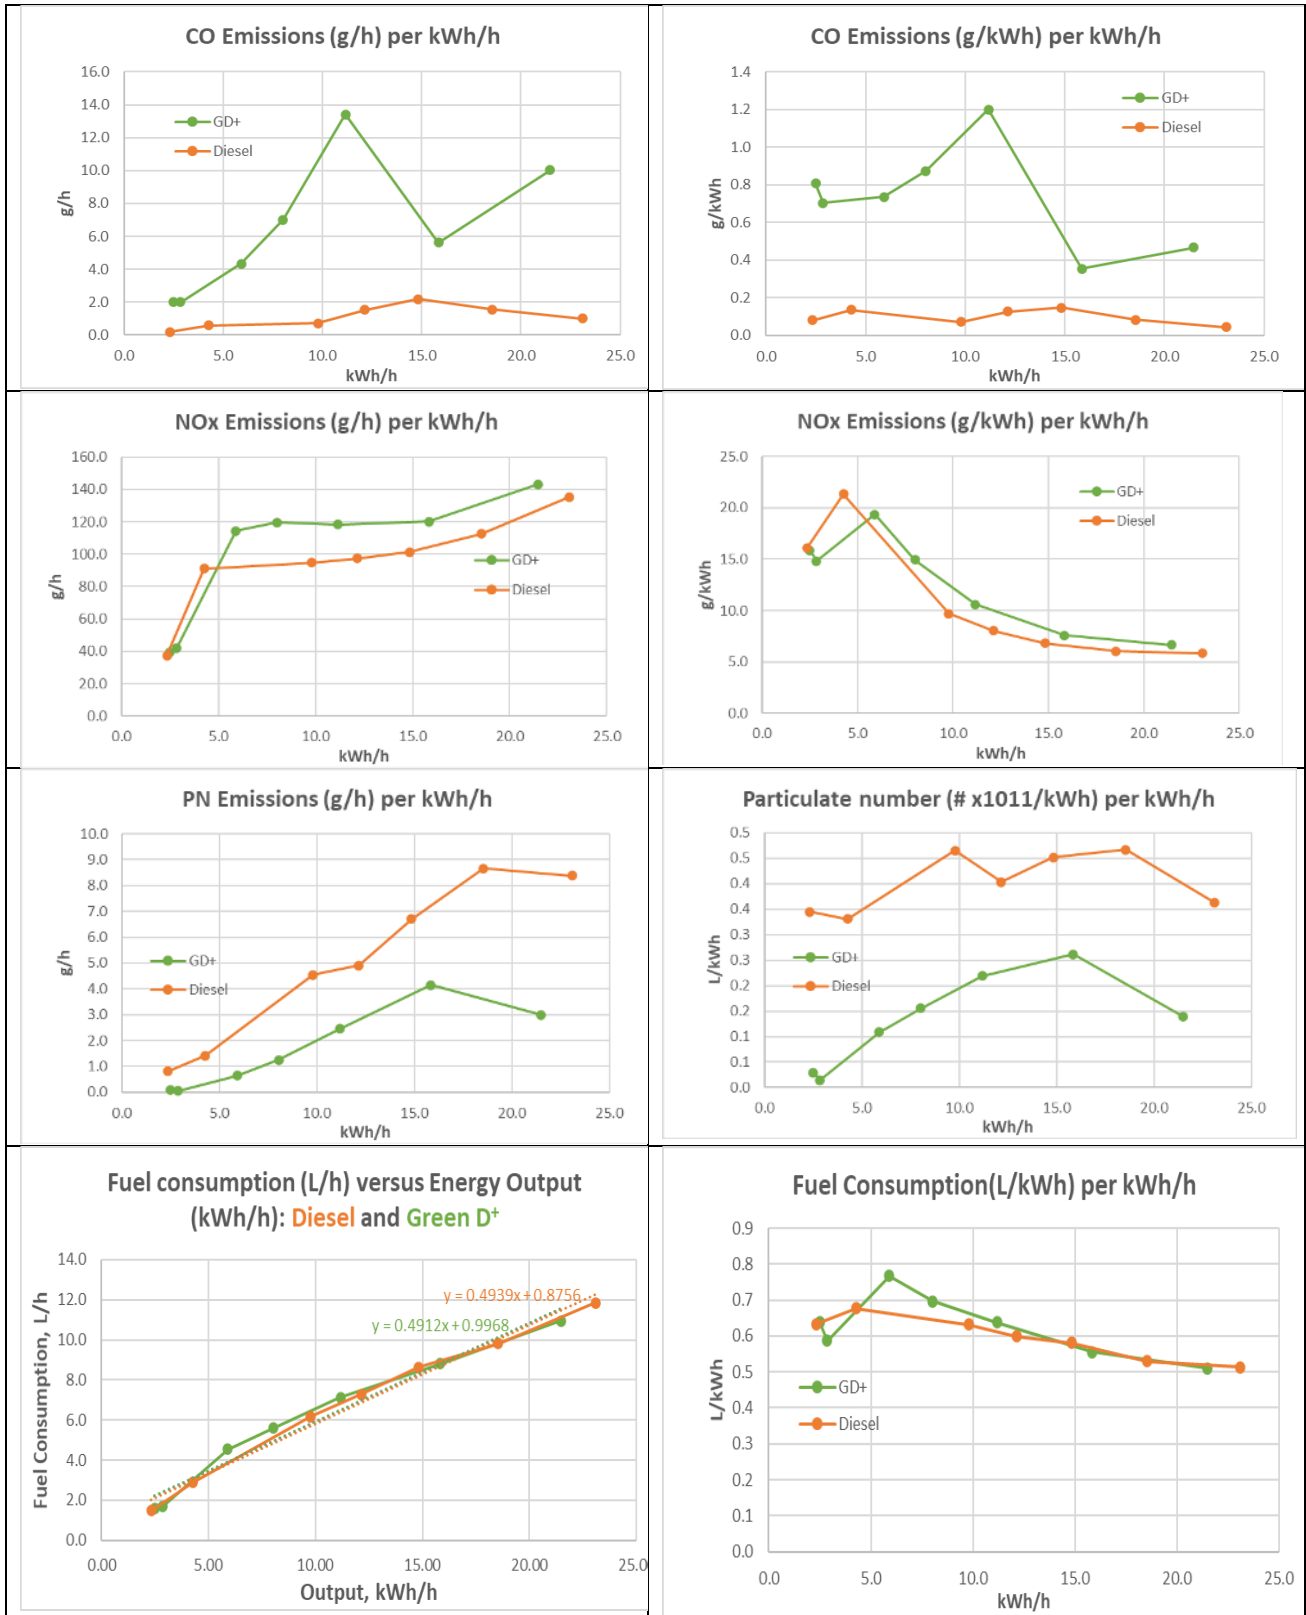 CO Emissions (g/h) per kWh/h
16.0
14.0
12.0
10.0
8.0
6.0
4.0
2.0
0.0
g/h
GD+
Diesel
0.0 5.0 10.0 15.0 20.0 25.0
kWh/h
CO Emissions (g/kWh) per kWh/h
1.4
1.2
1.0
0.8
0.6
0.4
0.2
0.0
g/kWh
GD+
Diesel
0.0 5.0 10.0 15.0 20.0 25.0
kWh/h
NOx Emissions (g/h) per kWh/h
160.0
140.0
120.0
100.0
80.0
60.0
40.0
20.0
0.0
g/h
GD+
Diesel
0.0 5.0 10.0 15.0 20.0 25.0
kWh/h
NOx Emissions (g/kWh) per kWh/h
25.0
20.0
15.0
10.0
5.0
0.0
g/kWh
GD+
Diesel
0.0 5.0 10.0 15.0 20.0 25.0
kWh/h
PN Emissions (g/h) per kWh/h
10.0
9.0
8.0
7.0
6.0
5.0
4.0
3.0
2.0
1.0
0.0
g/h
GD+
Diesel
0.0 5.0 10.0 15.0 20.0 25.0
kWh/h
Particulate number (# x1011/kWh) per kWh/h
0.5
0.5
0.4
0.4
0.3
0.3
0.2
0.2
0.1
0.1
0.0
L/kWh
GD+
Diesel
0.0 5.0 10.0 15.0 20.0 25.0
kWh/h
Fuel consumption (L/h) versus Energy Output
(kWh/h): Diesel and Green D+
14.0
12.0
10.0
8.0
6.0
4.0
2.0
0.0
Fuel Consumption, L/h
y = 0.4939x + 0.8756
y = 0.4912x + 0.9968
0.00 5.00 10.00 15.00 20.00 25.00
Output, kWh/h
Fuel Consumption(L/kWh) per kWh/h
0.9
0.8
0.7
0.6
0.5
0.4
0.3
0.2
0.1
0.0
L/kWh
GD+
Diesel
0.0 5.0 10.0 15.0 20.0 25.0
kWh/h